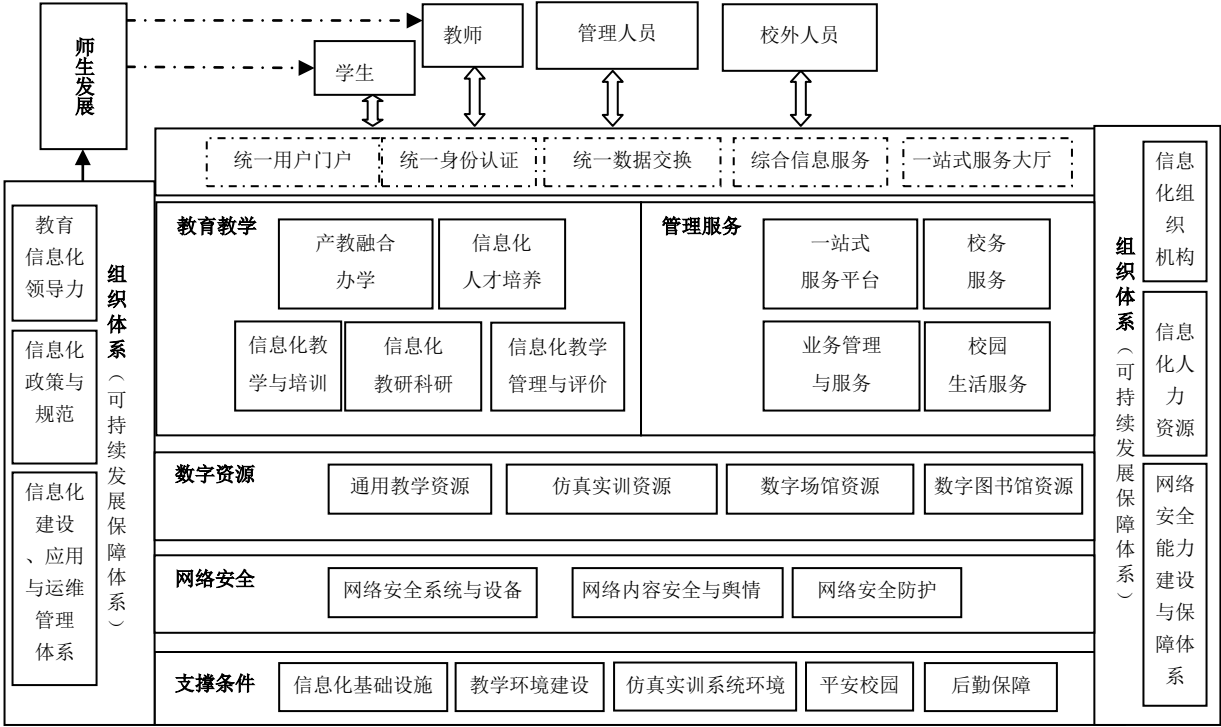 师生发展
教师
学生
管理人员
校外人员
统一用户门户
统一身份认证
统一数据交换
综合信息服务
一站式服务大厅
教育
信息化
领导力
信息化
政策与
规范
信息化
建设
、应用
与运维
管理
体系
组织体系（可持续发展保障体系）
教育教学
产教融合
办学
信息化
人才培养
信息化教
学与培训
信息化
教研科研
信息化教学
管理与评价
管理服务
一站式
服务平台
校务
服务
业务管理
与服务
校园
生活服务
数字资源
通用教学资源
仿真实训资源
数字场馆资源
数字图书馆资源
网络安全
网络安全系统与设备
网络内容安全与舆情
网络安全防护
支撑条件
信息化基础设施
教学环境建设
仿真实训系统环境
平安校园
后勤保障
组织体系（可持续发展保障体系）
信息
化组
织
机构
信息
化人
力
资源
网络
安全
能力
建设
与保
障体
系